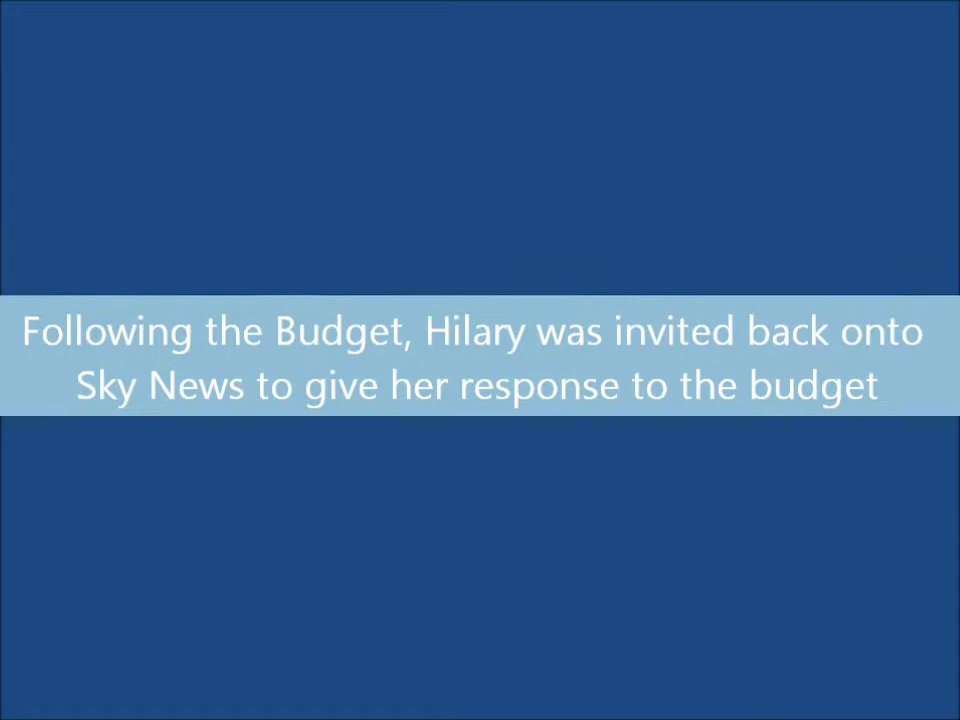 Following the Budget, Hilary was invited back onto
Sky News to give her response to the budget